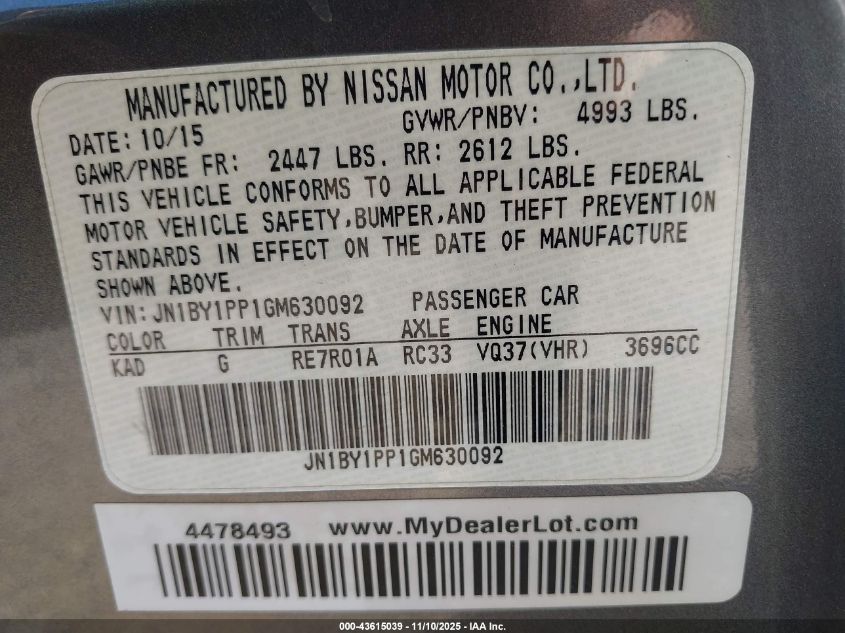 MANUFACTURED BY NISSAN MOTOR CO.,LTD.
DATE: 10/15 GVWR/PNBV: 4993 LBS.
GAWR/PNBE FR: 2447 LBS. RR: 2612 LBS.
THIS VEHICLE CONFORMS TO ALL APPLICABLE FEDERAL
MOTOR VEHICLE SAFETY,BUMPER,AND THEFT PREVENTION
STANDARDS IN EFFECT ON THE DATE OF MANUFACTURE
SHOWN ABOVE.
VIN: JN1BY1PP1GM630092 PASSENGER CAR
COLOR TRIM TRANS AXLE ENGINE
KAD G RE7R01A RC33 VQ37(VHR) 3696CC
JN1BY1PP1GM630092
4478493 www.MyDealerLot.com
000-43615039 - 11/10/2025 - IAA Inc.